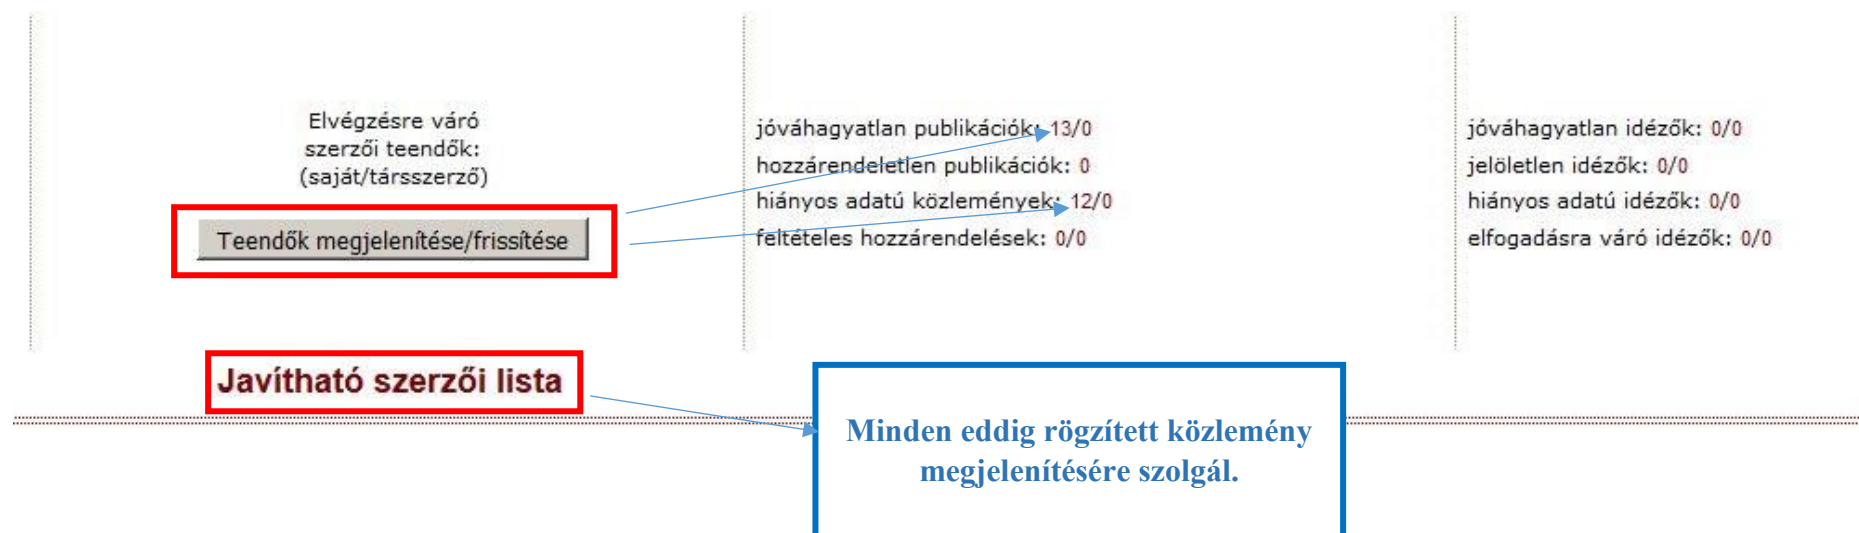 Elvégzésre váró
szerzői teendők:
(saját/társszerző)
Teendők megjelenítése/frissítése
jóváhagyatlan publikációk: 13/0
hozzárendeletlen publikációk: 0
hiányos adatú közlemények: 12/0
feltételes hozzárendelések: 0/0
jóváhagyatlan idézők: 0/0
jelöletlen idézők: 0/0
hiányos adatú idézők: 0/0
elfogadásra váró idézők: 0/0
Javítható szerzői lista
Minden eddig rögzített közlemény
megjelenítésére szolgál.